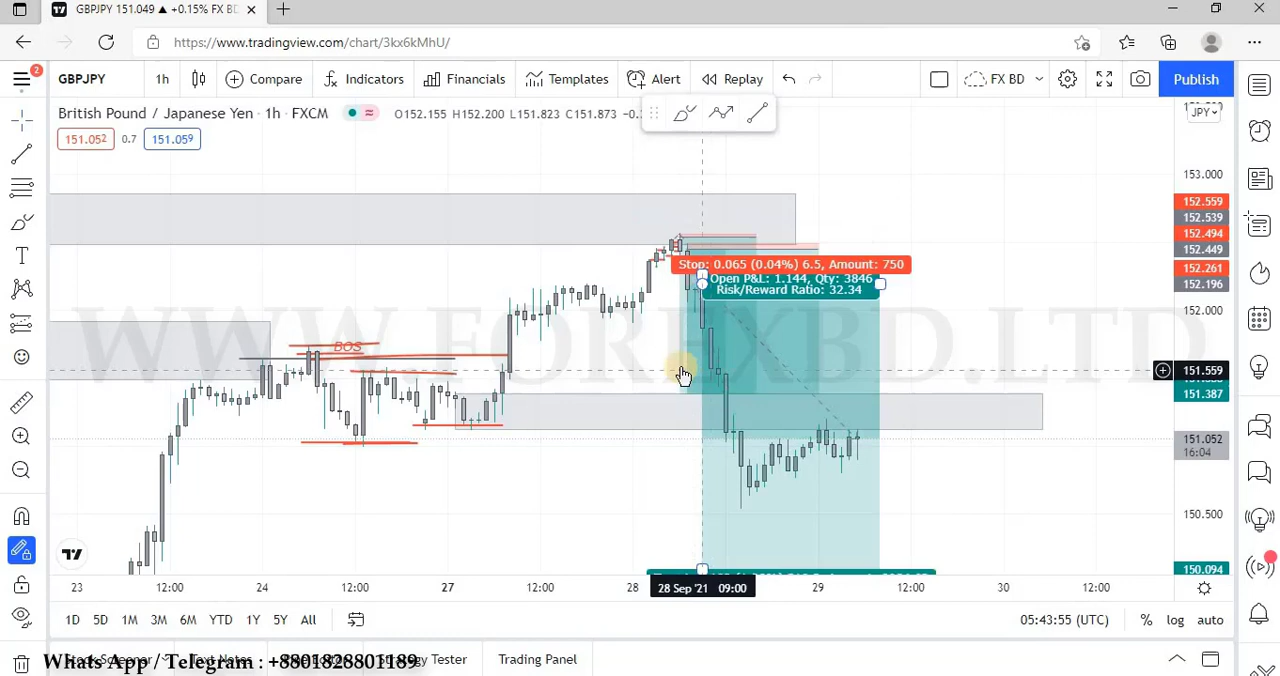 GBPJPY 151.049 ▲ +0.15% FX BD
https://www.tradingview.com/chart/3kx6kMhU/
2
GBPJPY 1h Compare Indicators Financials Templates Alert Replay FX BD Publish
British Pound / Japanese Yen · 1h · FXCM O152.155 H152.200 L151.823 C151.873
JPY
151.052 0.7 151.059
153.000
152.559
152.539
152.494
152.449
152.261
152.196
152.000
151.559
151.387
151.052
16:04
150.500
150.094
Stop: 0.065 (0.04%) 6.5, Amount: 750
Open P&L: 1.144, Qty: 3846
Risk/Reward Ratio: 32.34
BOS
WWW.FOREXBD.LTD
23 12:00 24 12:00 27 12:00 28 28 Sep '21 09:00 29 12:00 30 12:00
1D 5D 1M 3M 6M YTD 1Y 5Y All 05:43:55 (UTC) % log auto
Whats App / Telegram : +8801828801189
Tester Trading Panel